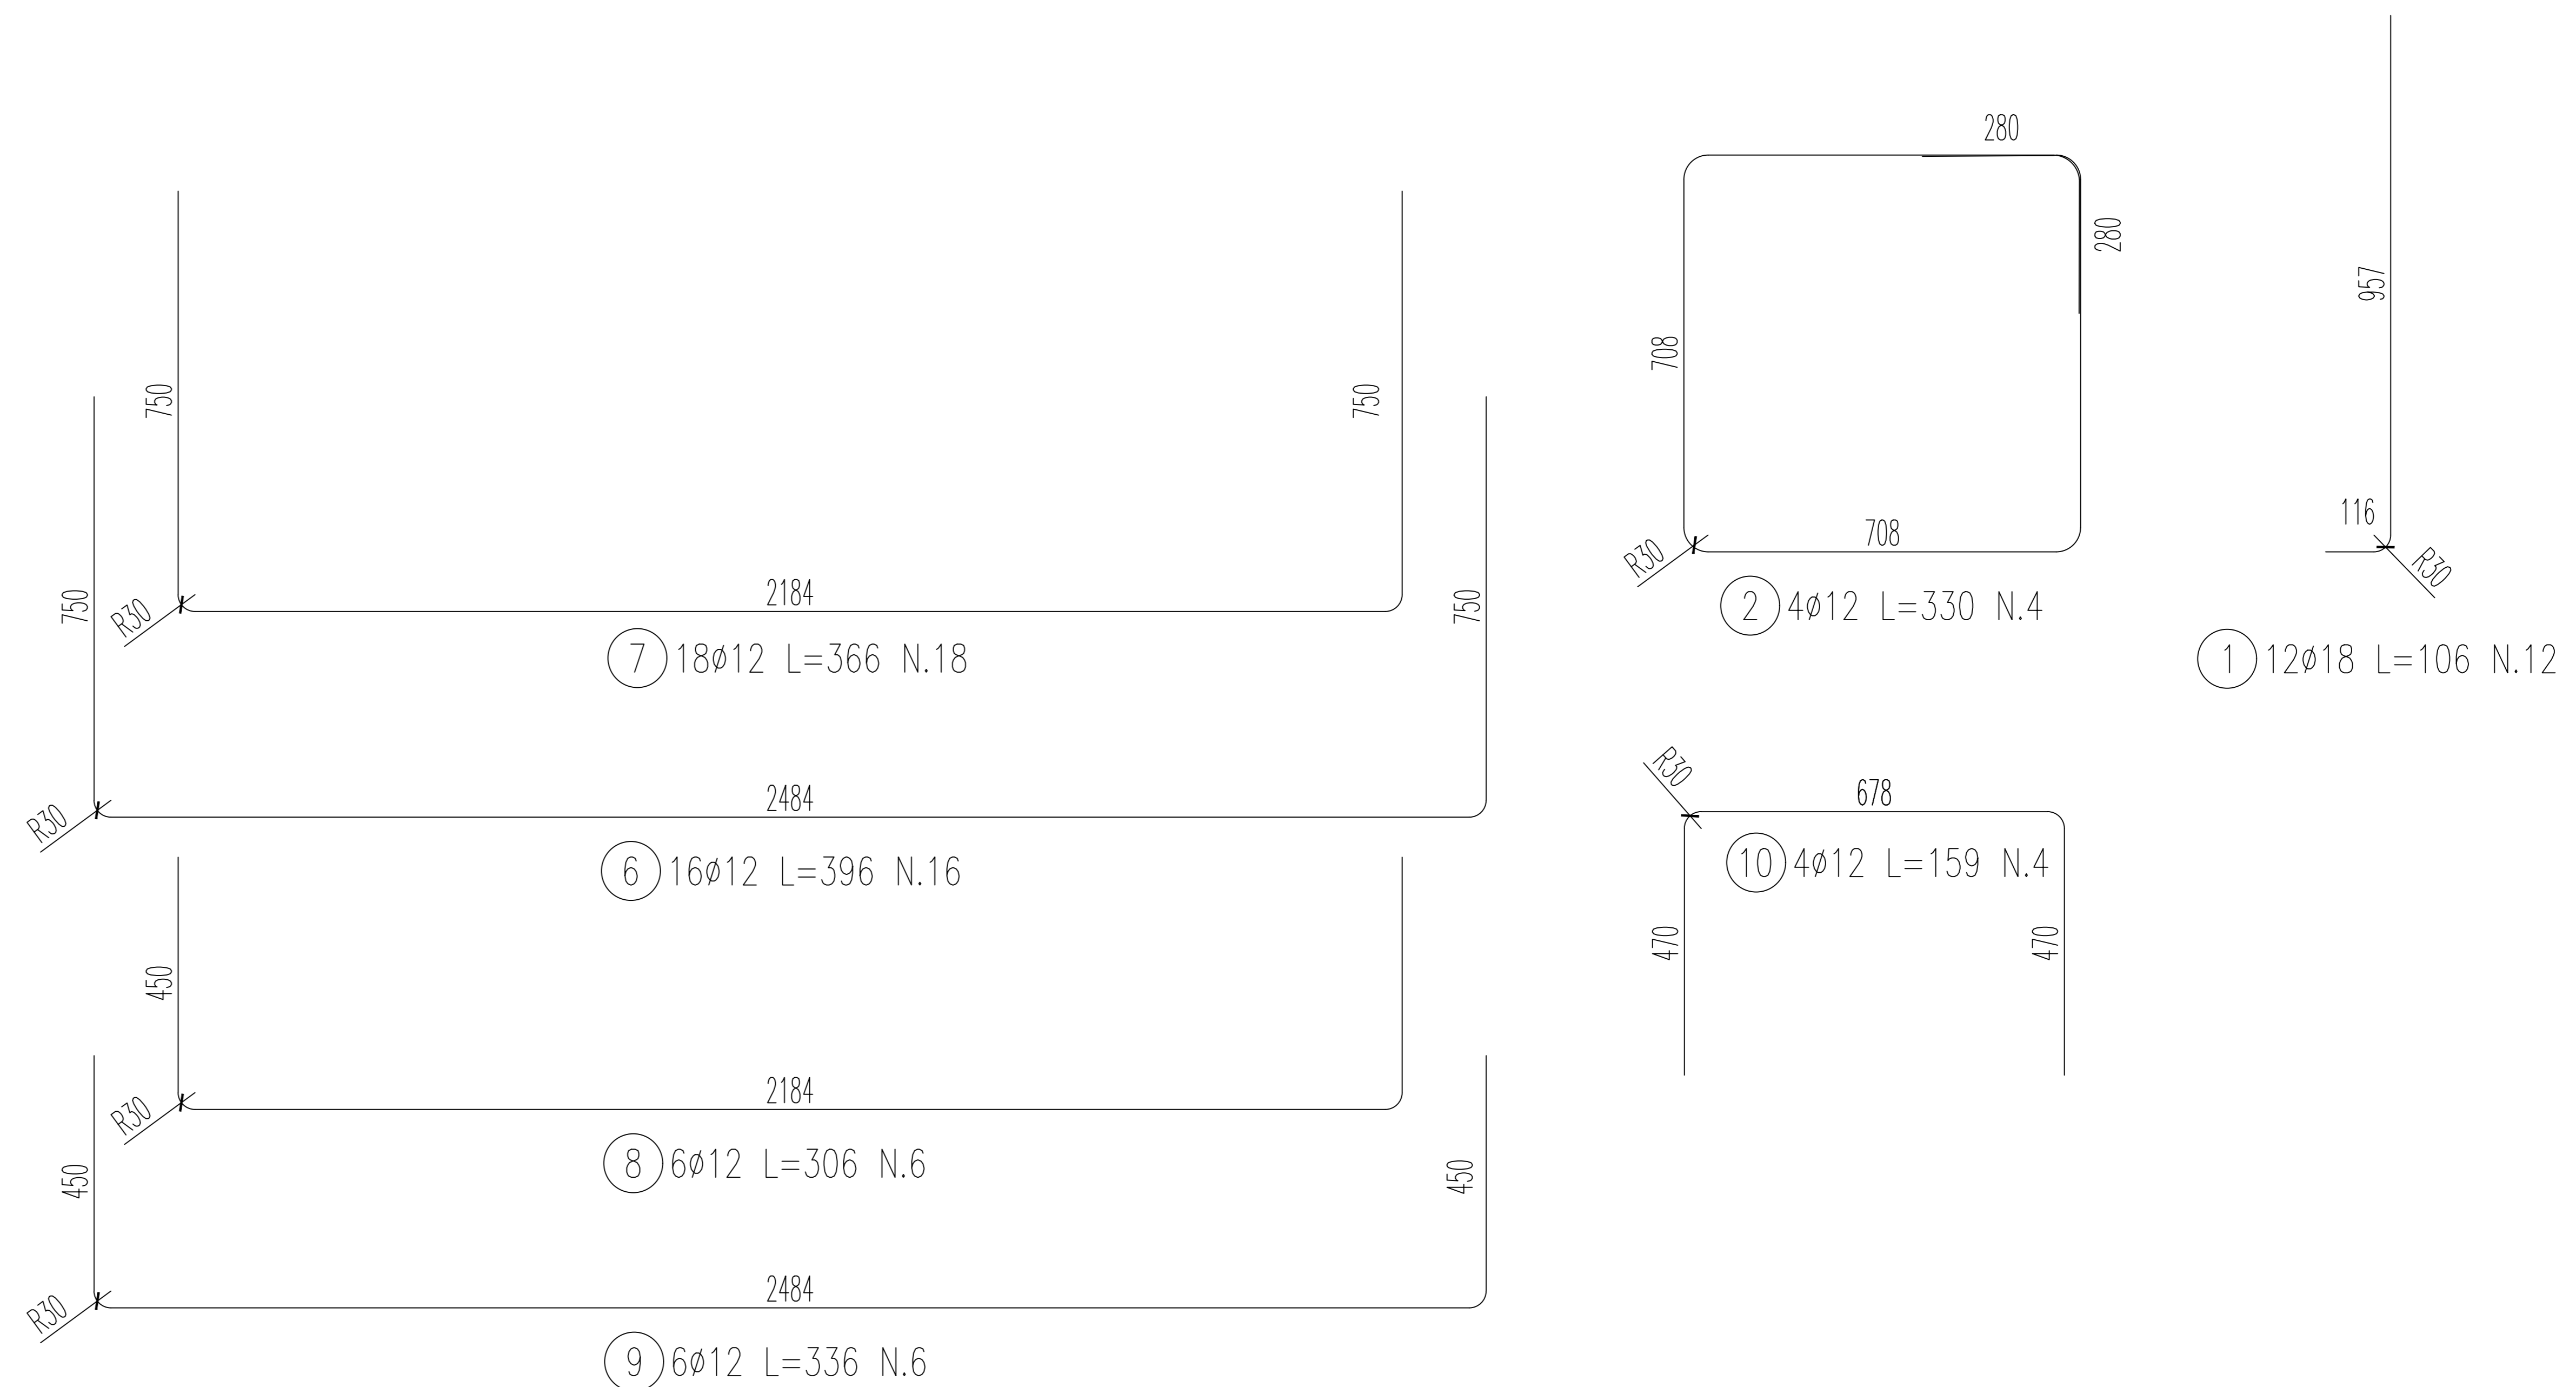 750
750
R30
2184
7 18ø12 L=366 N.18
750
750
R30
2484
6 16ø12 L=396 N.16
450
R30
2184
8 6ø12 L=306 N.6
450
450
R30
2484
9 6ø12 L=336 N.6
280
280
708
708
R30
2 4ø12 L=330 N.4
957
116
R30
1 12ø18 L=106 N.12
R30
678
10 4ø12 L=159 N.4
470
470